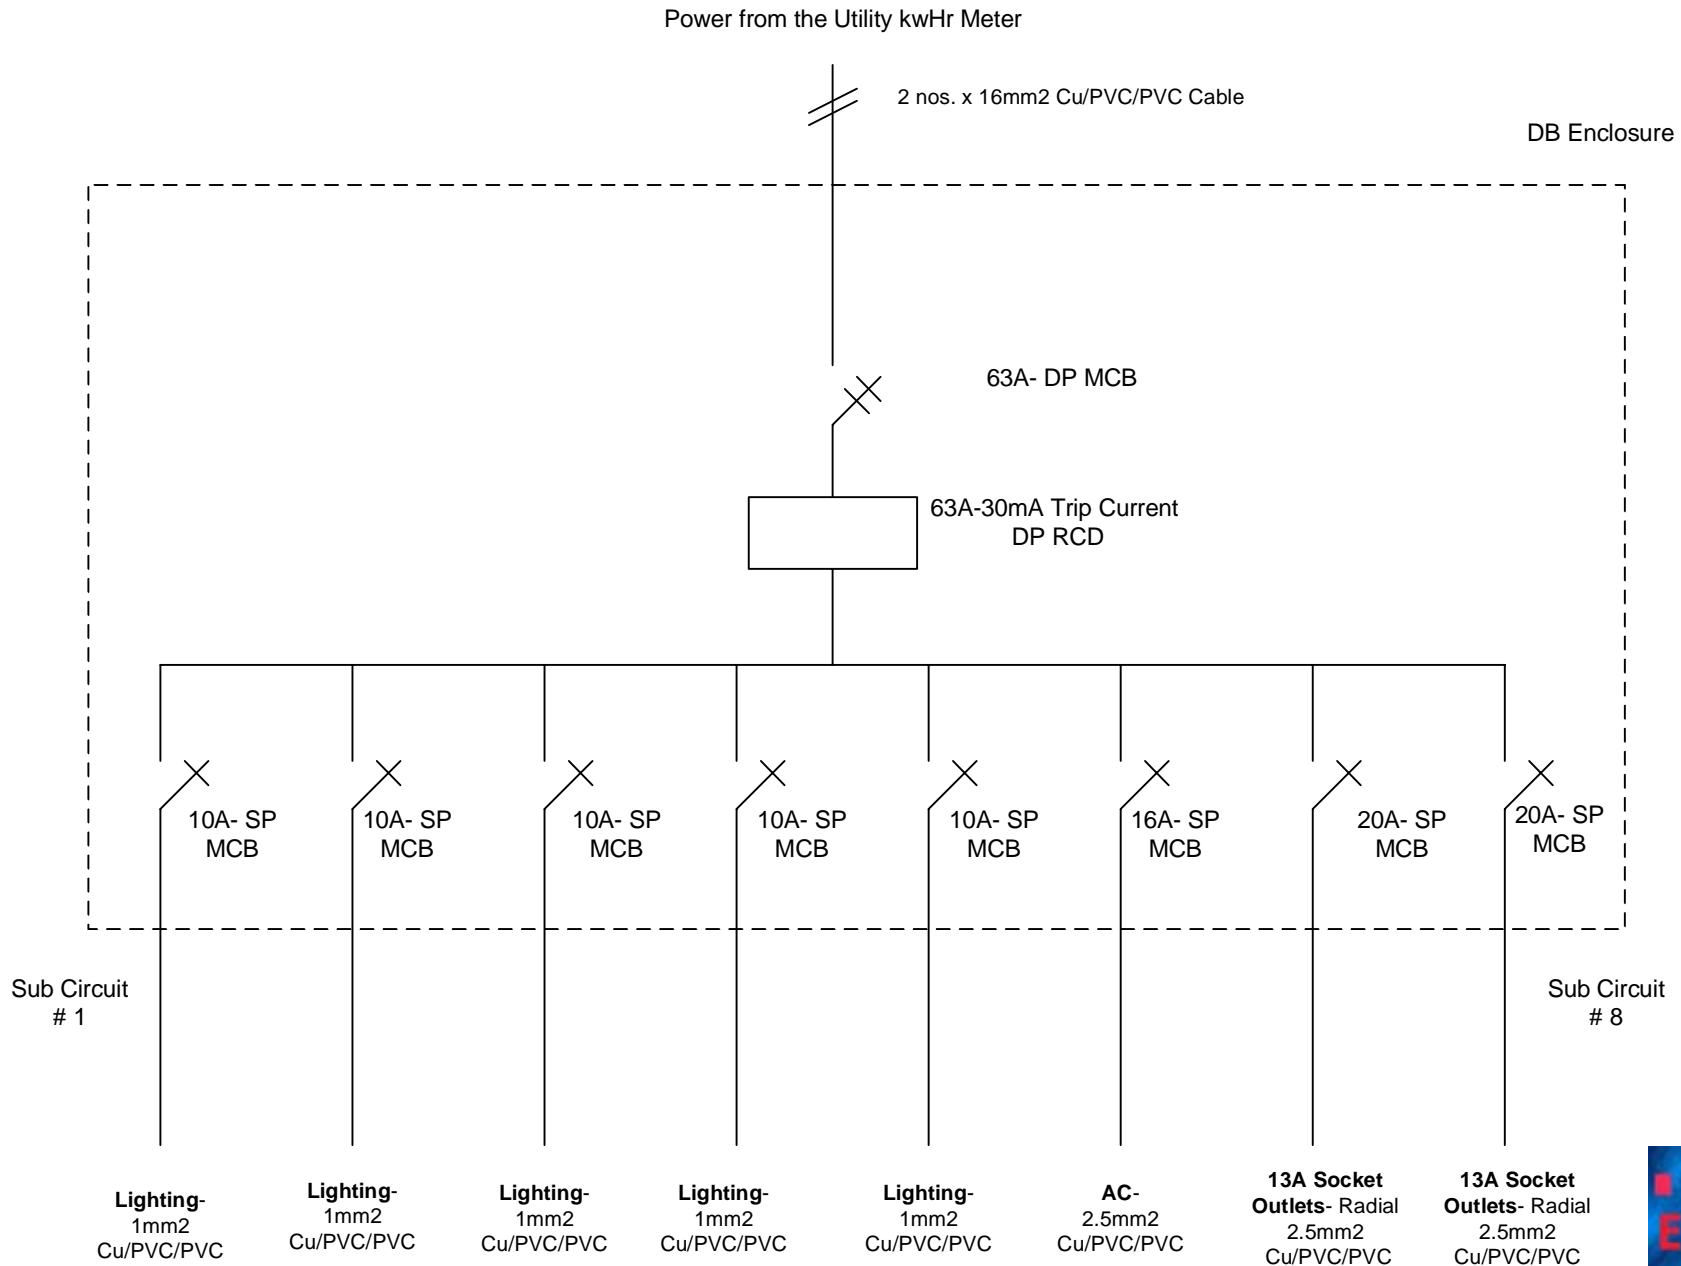 Power from the Utility kwHr Meter
2 nos. x 16mm2 Cu/PVC/PVC Cable
DB Enclosure
63A- DP MCB
63A-30mA Trip Current
DP RCD
10A- SP
MCB
10A- SP
MCB
10A- SP
MCB
10A- SP
MCB
10A- SP
MCB
16A- SP
MCB
20A- SP
MCB
20A- SP
MCB
Sub Circuit
# 1
Sub Circuit
# 8
Lighting-
1mm2
Cu/PVC/PVC
Lighting-
1mm2
Cu/PVC/PVC
Lighting-
1mm2
Cu/PVC/PVC
Lighting-
1mm2
Cu/PVC/PVC
Lighting-
1mm2
Cu/PVC/PVC
AC-
2.5mm2
Cu/PVC/PVC
13A Socket
Outlets- Radial
2.5mm2
Cu/PVC/PVC
13A Socket
Outlets- Radial
2.5mm2
Cu/PVC/PVC